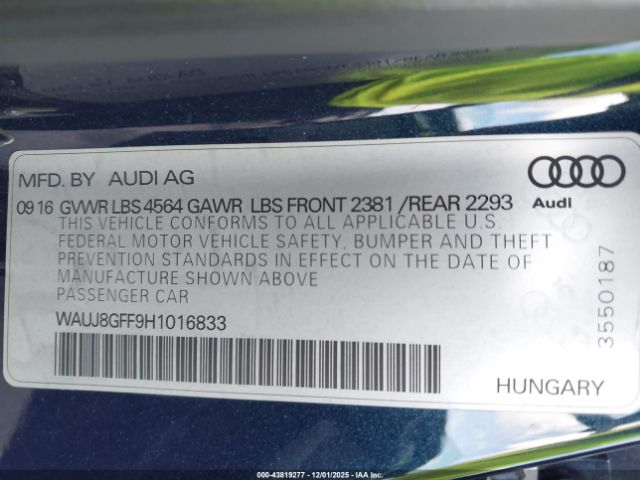 MFD. BY AUDI AG
09 16 GVWR LBS 4564 GAWR LBS FRONT 2381 /REAR 2293
THIS VEHICLE CONFORMS TO ALL APPLICABLE U.S.
FEDERAL MOTOR VEHICLE SAFETY, BUMPER AND THEFT
PREVENTION STANDARDS IN EFFECT ON THE DATE OF
MANUFACTURE SHOWN ABOVE
PASSENGER CAR
WAUJ8GFF9H1016833
Audi
3550187
HUNGARY
00-43819277 - 12/01/2025 - IAA Inc.